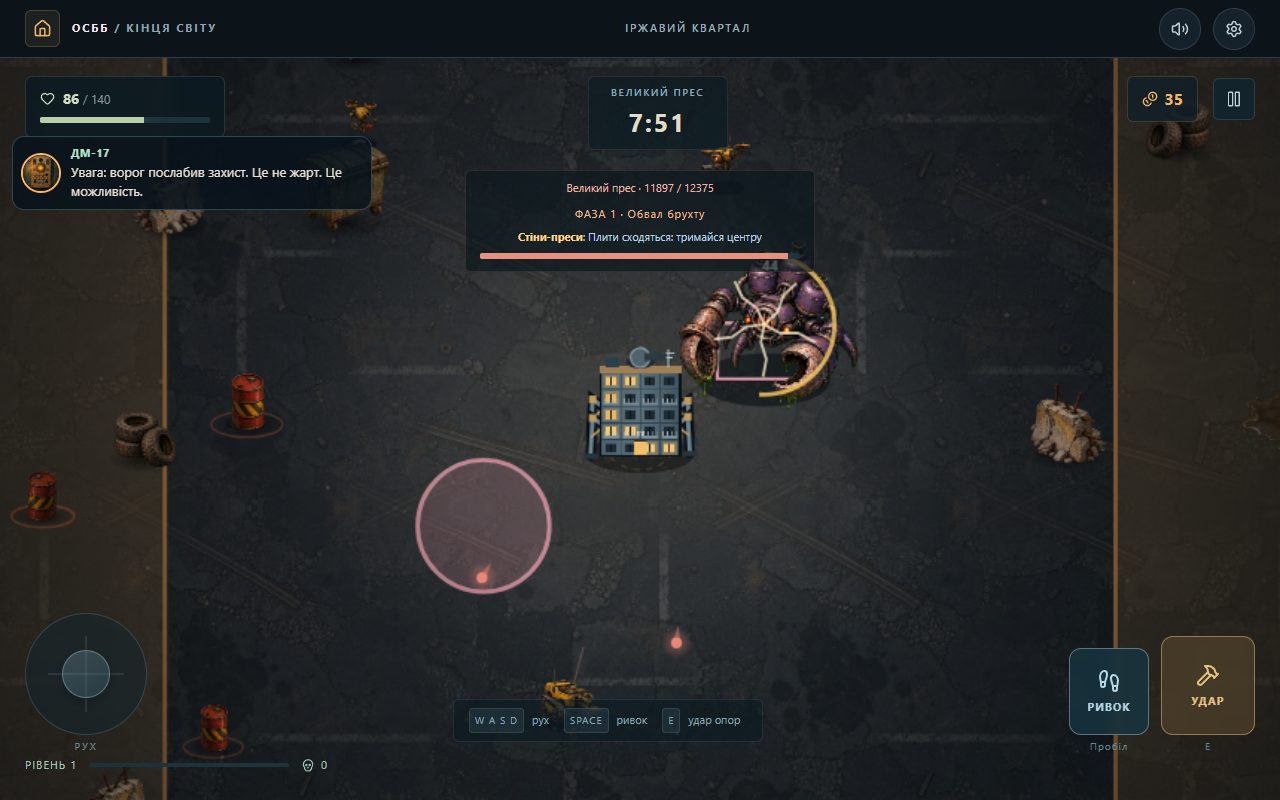 ОСББ / КІНЦЯ СВІТУ
ІРЖАВИЙ КВАРТАЛ
86 / 140
ВЕЛИКИЙ ПРЕС
7:51
35
ДМ-17
Увага: ворог послабив захист. Це не жарт. Це
можливість.
Великий прес · 11897 / 12375
ФАЗА 1 · Обвал брухту
Стіни-преси: Плити сходяться: тримайся центру
W A S D рух SPACE ривок E удар опор
РИВОК
УДАР
РУХ
Пробіл
E
РІВЕНЬ 1
0